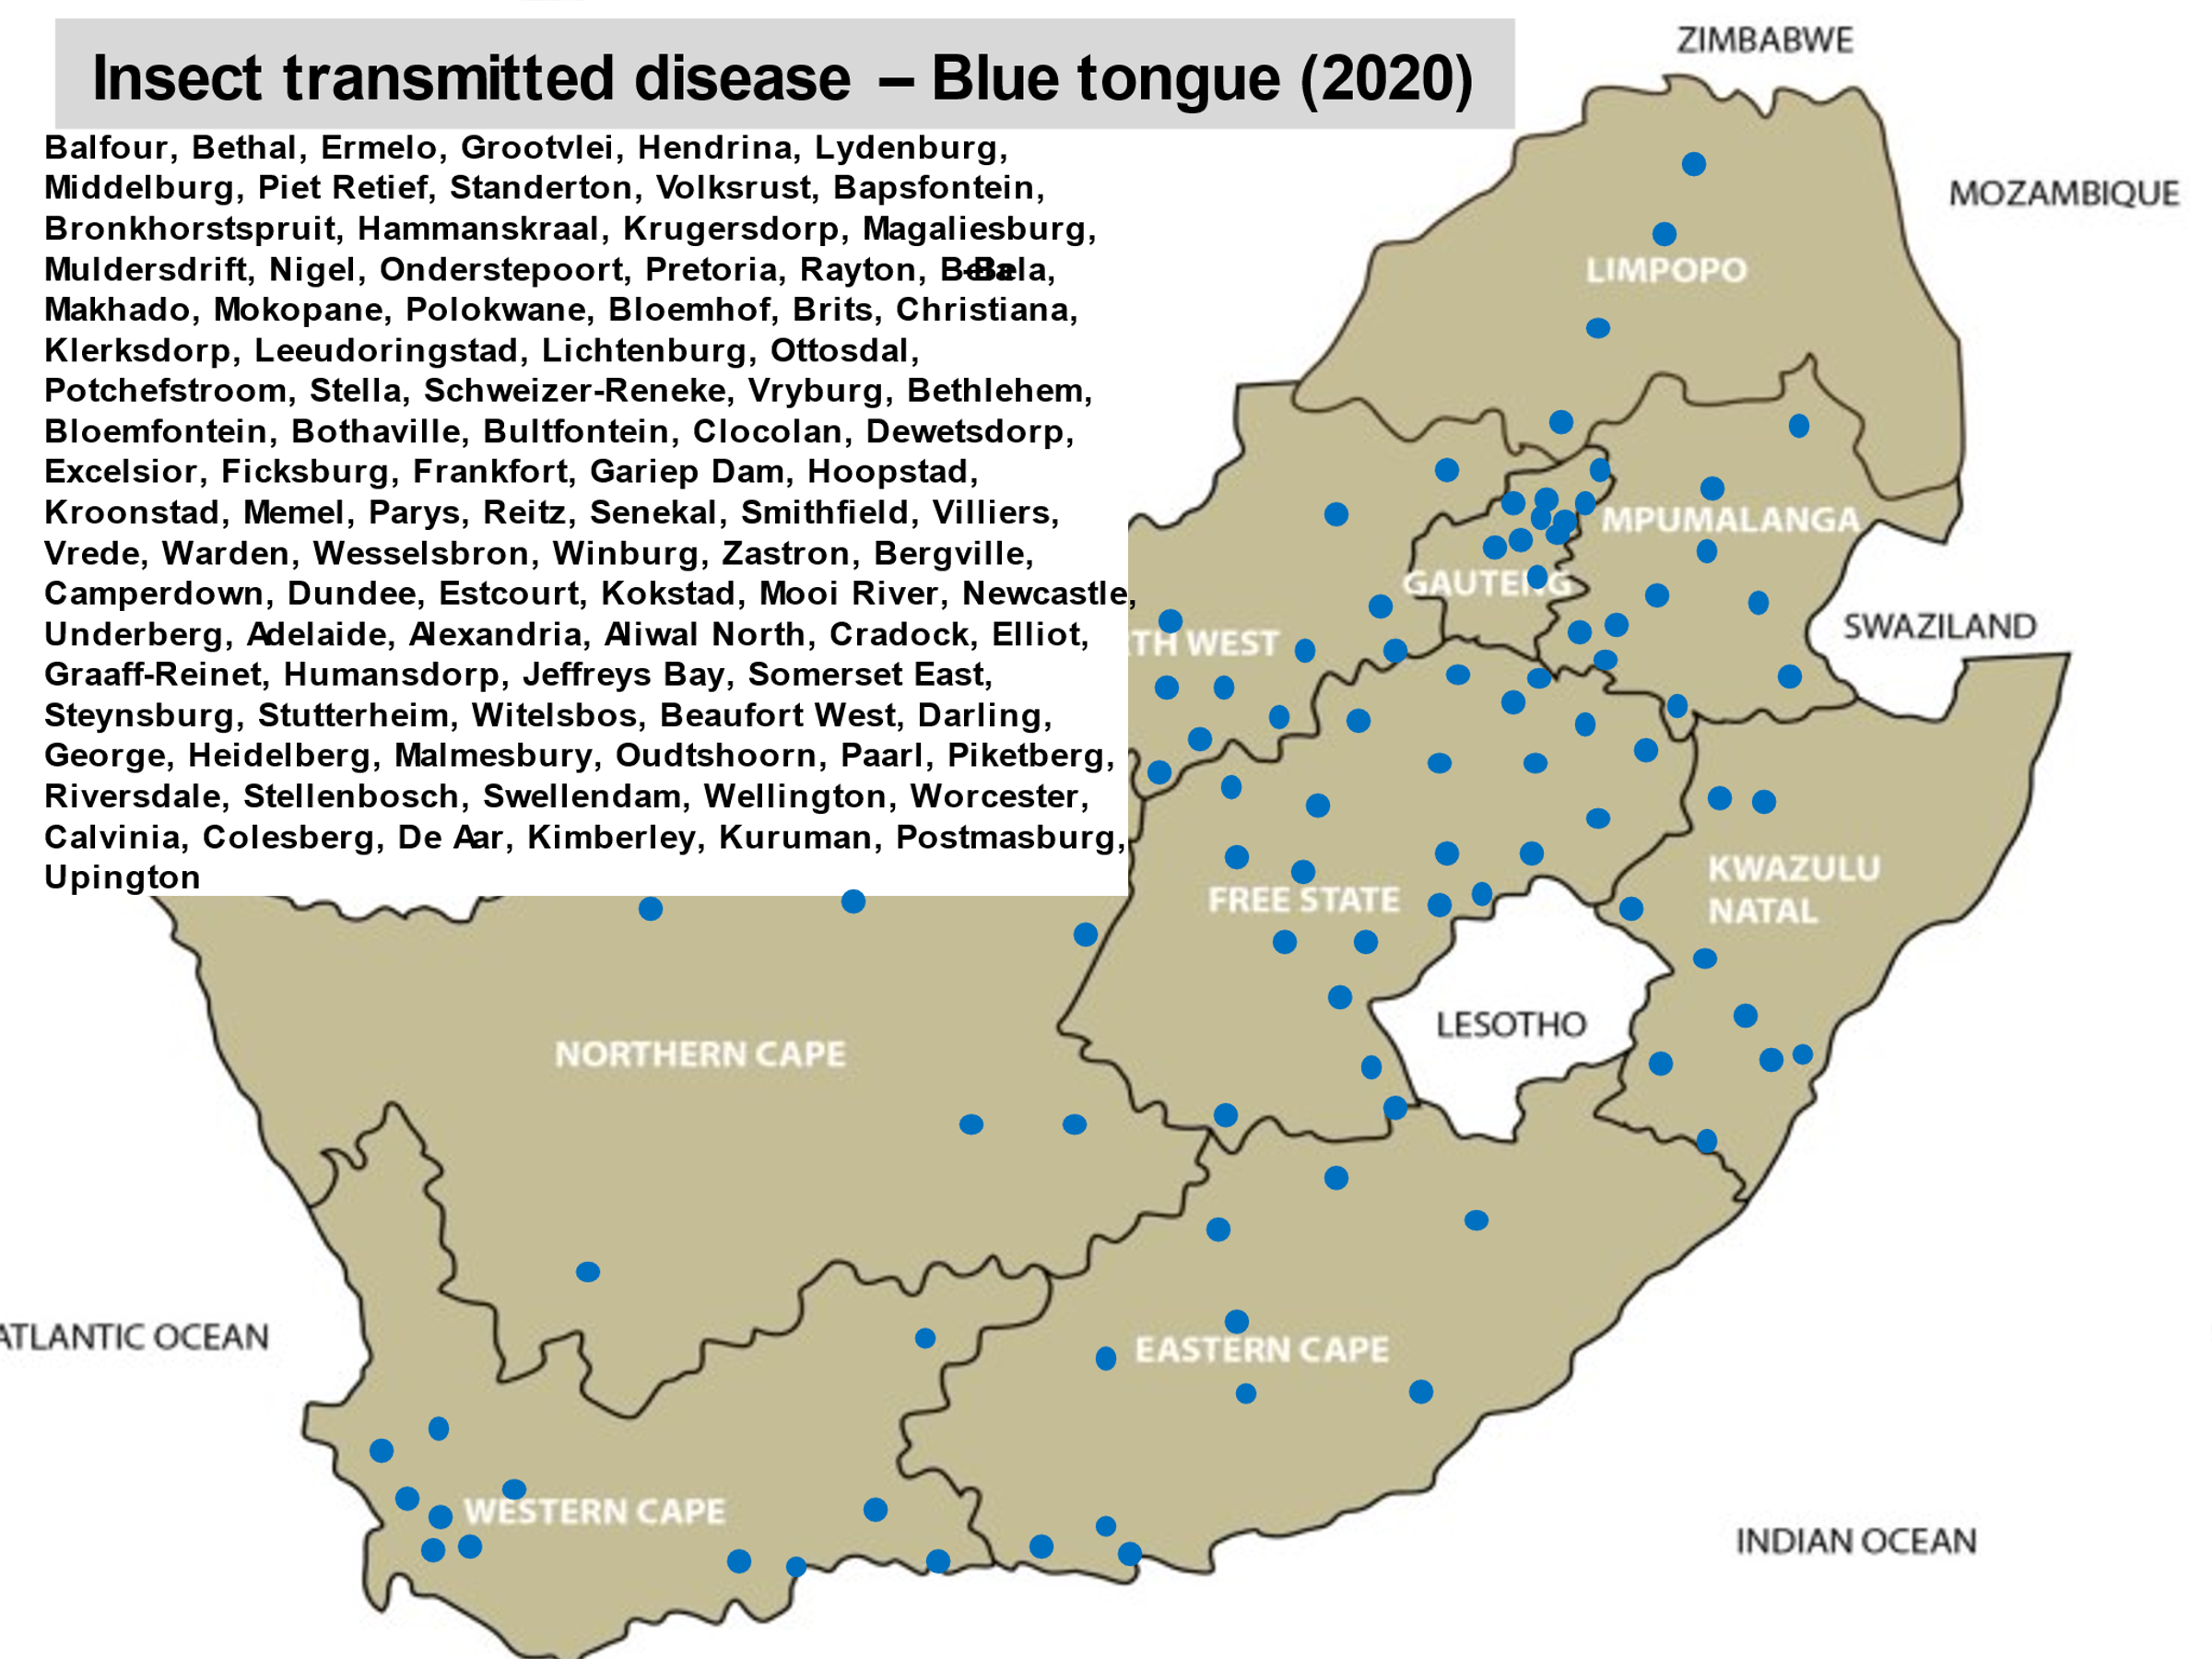 Insect transmitted disease – Blue tongue (2020)
Balfour, Bethal, Ermelo, Grootvlei, Hendrina, Lydenburg,
Middelburg, Piet Retief, Standerton, Volksrust, Bapsfontein,
Bronkhorstspruit, Hammanskraal, Krugersdorp, Magaliesburg,
Muldersdrift, Nigel, Onderstepoort, Pretoria, Rayton, Bela-Bela,
Makhado, Mokopane, Polokwane, Bloemhof, Brits, Christiana,
Klerksdorp, Leeudoringstad, Lichtenburg, Ottosdal,
Potchefstroom, Stella, Schweizer-Reneke, Vryburg, Bethlehem,
Bloemfontein, Bothaville, Bultfontein, Clocolan, Dewetsdorp,
Excelsior, Ficksburg, Frankfort, Gariep Dam, Hoopstad,
Kroonstad, Memel, Parys, Reitz, Senekal, Smithfield, Villiers,
Vrede, Warden, Wesselsbron, Winburg, Zastron, Bergville,
Camperdown, Dundee, Estcourt, Kokstad, Mooi River, Newcastle,
Underberg, Adelaide, Alexandria, Aliwal North, Cradock, Elliot,
Graaff-Reinet, Humansdorp, Jeffreys Bay, Somerset East,
Steynsburg, Stutterheim, Witelsbos, Beaufort West, Darling,
George, Heidelberg, Malmesbury, Oudtshoorn, Paarl, Piketberg,
Riversdale, Stellenbosch, Swellendam, Wellington, Worcester,
Calvinia, Colesberg, De Aar, Kimberley, Kuruman, Postmasburg,
Upington
ZIMBABWE
MOZAMBIQUE
LIMPOPO
MPUMALANGA
GAUTENG
SWAZILAND
TH WEST
KWAZULU
NATAL
FREE STATE
LESOTHO
NORTHERN CAPE
ATLANTIC OCEAN
EASTERN CAPE
WESTERN CAPE
INDIAN OCEAN